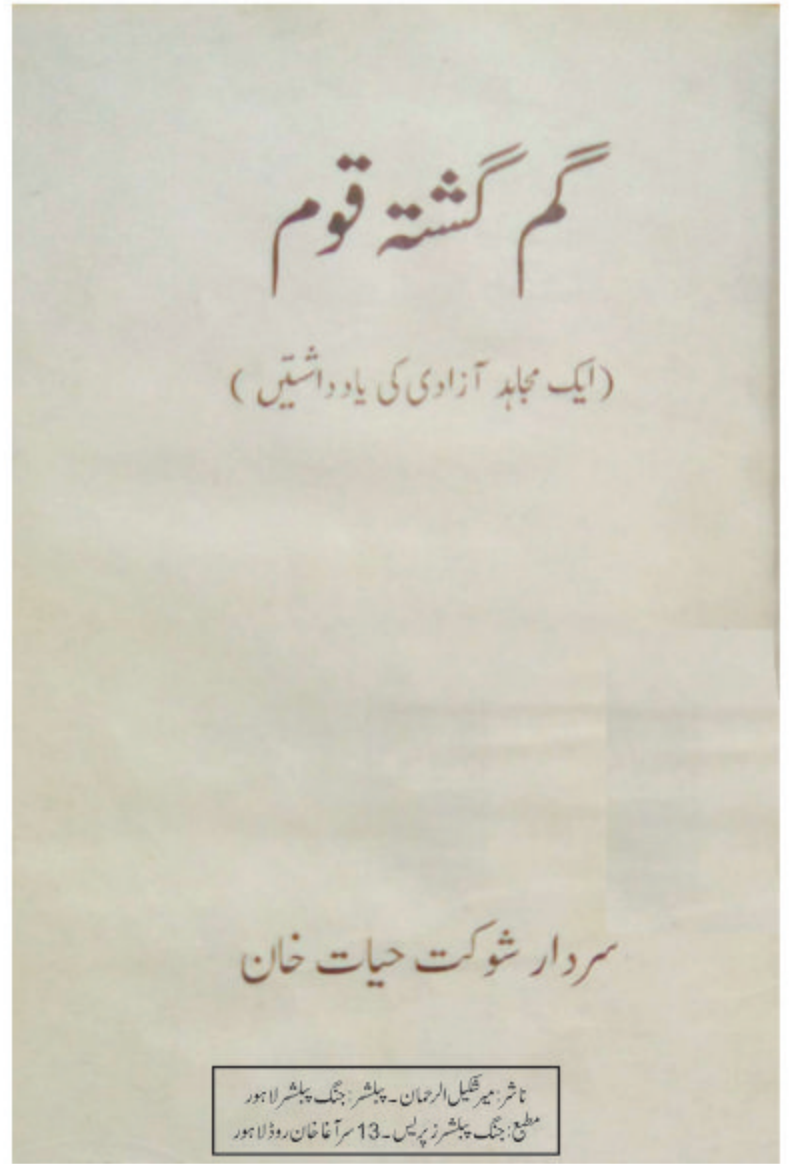 گم گشتہ قوم
(ایک مجاہد آزادی کی یادداشتیں)
سردار شوکت حیات خان
ناشر: میر شکیل الرحمان۔ پبلشر: جنگ پبلشر لاہور
مطبع: جنگ پبلشرز پریس۔ 13 سر آغا خان روڈ لاہور